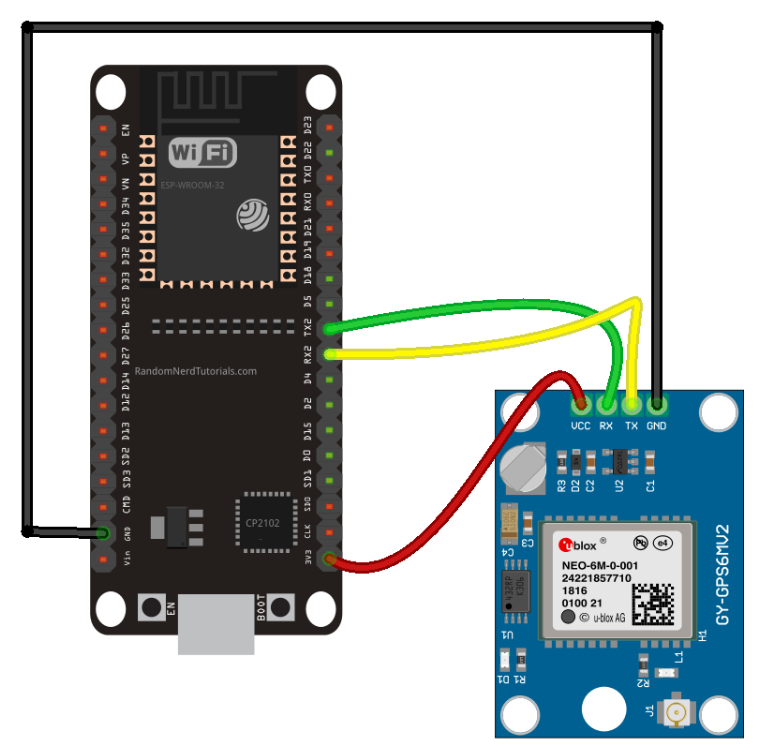 EN
VP
VN
D34
D35
D32
D33
D25
D26
D27
D14
D12
D13
SD2
SD3
CMD
GND
Vin
WiFi
ESP-WROOM-32
RandomNerdTutorials.com
CP2102
EN
BOOT
D23
D22
TX0
RX0
D21
D19
D18
D5
TX2
RX2
D4
D2
D15
D0
SD1
SD0
CLK
3V3
VCC RX TX GND
R3 D2 C2 U2 C1
C4 C3
432RP
U1
D1 R1
ublox ®
Pb e4
NEO-6M-0-001
24221857710
1816
0100 21
© u-blox AG
GY-GPS6MV2
H1
L1
R2
J1